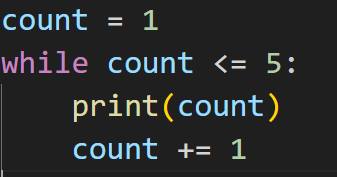 count = 1
while count <= 5:
    print(count)
    count += 1